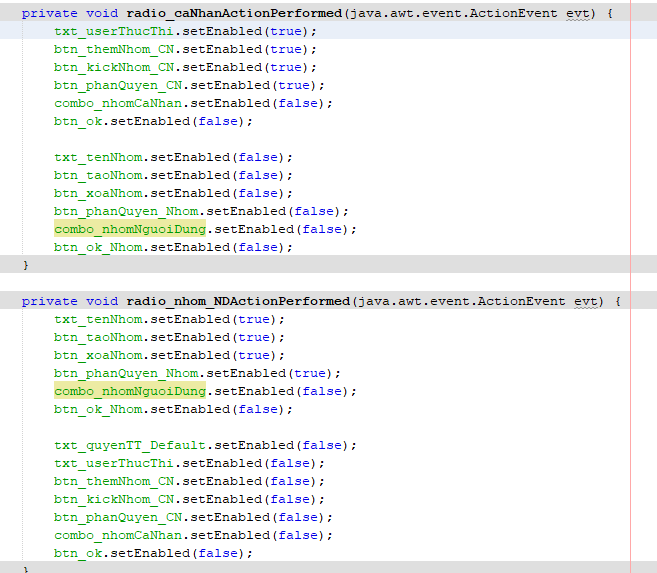 private void radio_caNhanActionPerformed(java.awt.event.ActionEvent evt) {
txt_userThucThi.setEnabled(true);
btn_themNhom_CN.setEnabled(true);
btn_kickNhom_CN.setEnabled(true);
btn_phanQuyen_CN.setEnabled(true);
combo_nhomCaNhan.setEnabled(false);
btn_ok.setEnabled(false);
txt_tenNhom.setEnabled(false);
btn_taoNhom.setEnabled(false);
btn_xoaNhom.setEnabled(false);
btn_phanQuyen_Nhom.setEnabled(false);
combo_nhomNguoiDung.setEnabled(false);
btn_ok_Nhom.setEnabled(false);
}
private void radio_nhom_NDActionPerformed(java.awt.event.ActionEvent evt) {
txt_tenNhom.setEnabled(true);
btn_taoNhom.setEnabled(true);
btn_xoaNhom.setEnabled(true);
btn_phanQuyen_Nhom.setEnabled(true);
combo_nhomNguoiDung.setEnabled(false);
btn_ok_Nhom.setEnabled(false);
txt_quyenTT_Default.setEnabled(false);
txt_userThucThi.setEnabled(false);
btn_themNhom_CN.setEnabled(false);
btn_kickNhom_CN.setEnabled(false);
btn_phanQuyen_CN.setEnabled(false);
combo_nhomCaNhan.setEnabled(false);
btn_ok.setEnabled(false);
}